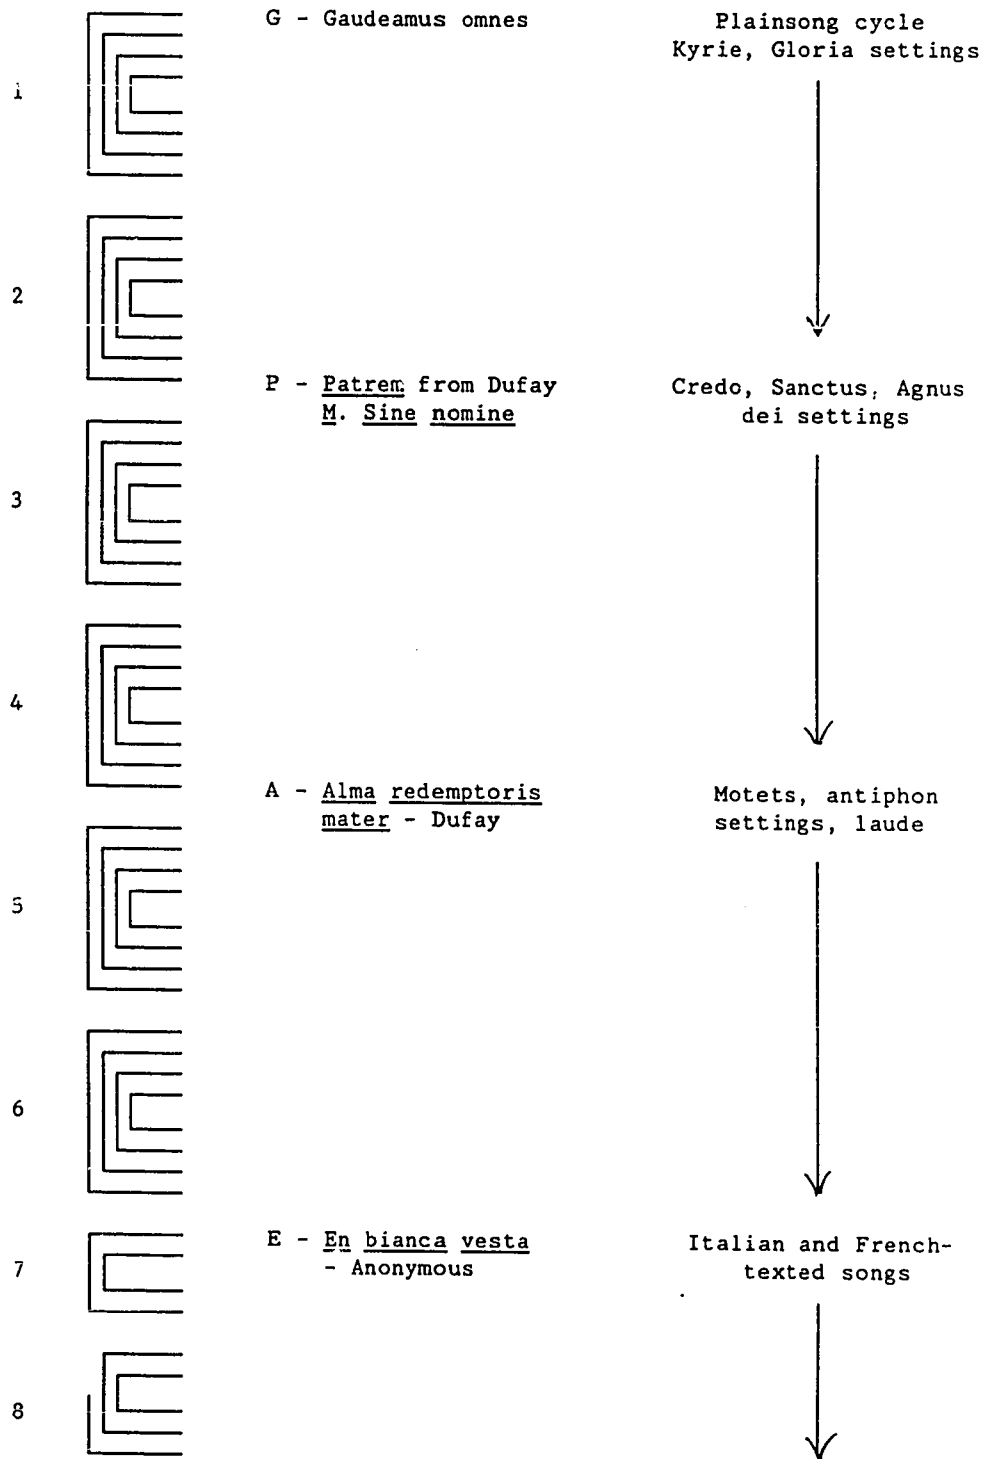 G - Gaudeamus omnes
Plainsong cycle
Kyrie, Gloria settings
1
2
P - Patrem from Dufay
M. Sine nomine
Credo, Sanctus, Agnus
dei settings
3
4
A - Alma redemptoris
mater - Dufay
Motets, antiphon
settings, laude
5
6
E - En bianca vesta
- Anonymous
Italian and French-
texted songs
7
8